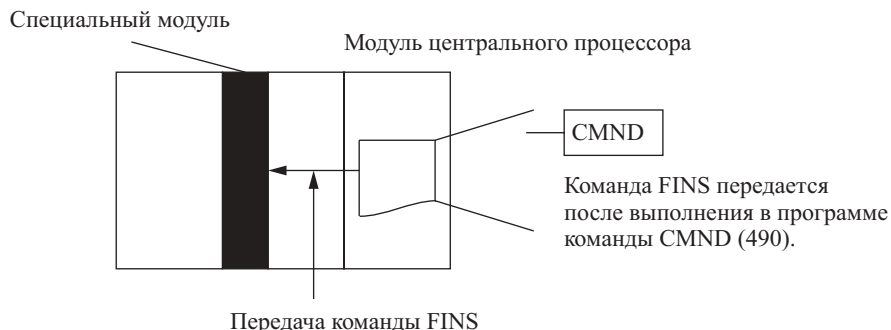 Специальный модуль
Модуль центрального процессора
CMND
Команда FINS передается
после выполнения в программе
команды CMND (490).
Передача команды FINS